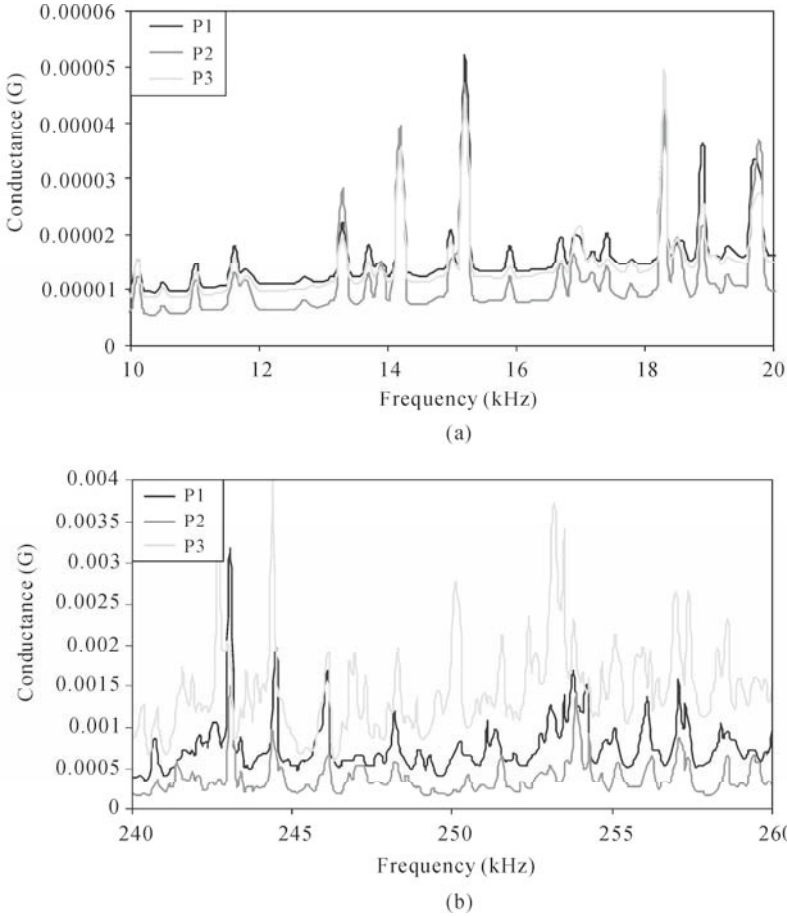 0.00006
0.00005
0.00004
0.00003
0.00002
0.00001
0
Conductance (G)
P1
P2
P3
10 12 14 16 18 20
Frequency (kHz)
(a)
0.004
0.0035
0.003
0.0025
0.002
0.0015
0.001
0.0005
0
Conductance (G)
P1
P2
P3
240 245 250 255 260
Frequency (kHz)
(b)